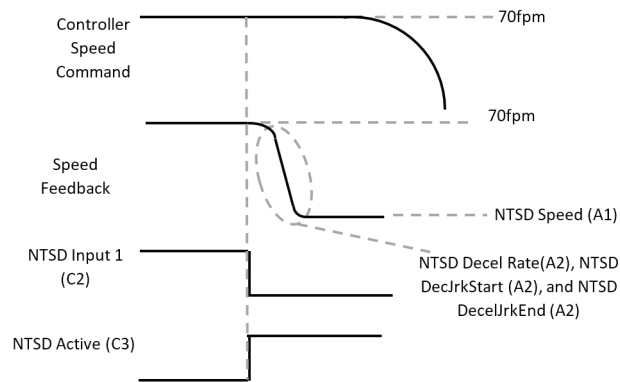 Controller
Speed
Command
70fpm
70fpm
Speed
Feedback
NTSD Speed (A1)
NTSD Input 1
(C2)
NTSD Decel Rate(A2), NTSD
DecJrkStart (A2), and NTSD
DecelJrkEnd (A2)
NTSD Active (C3)